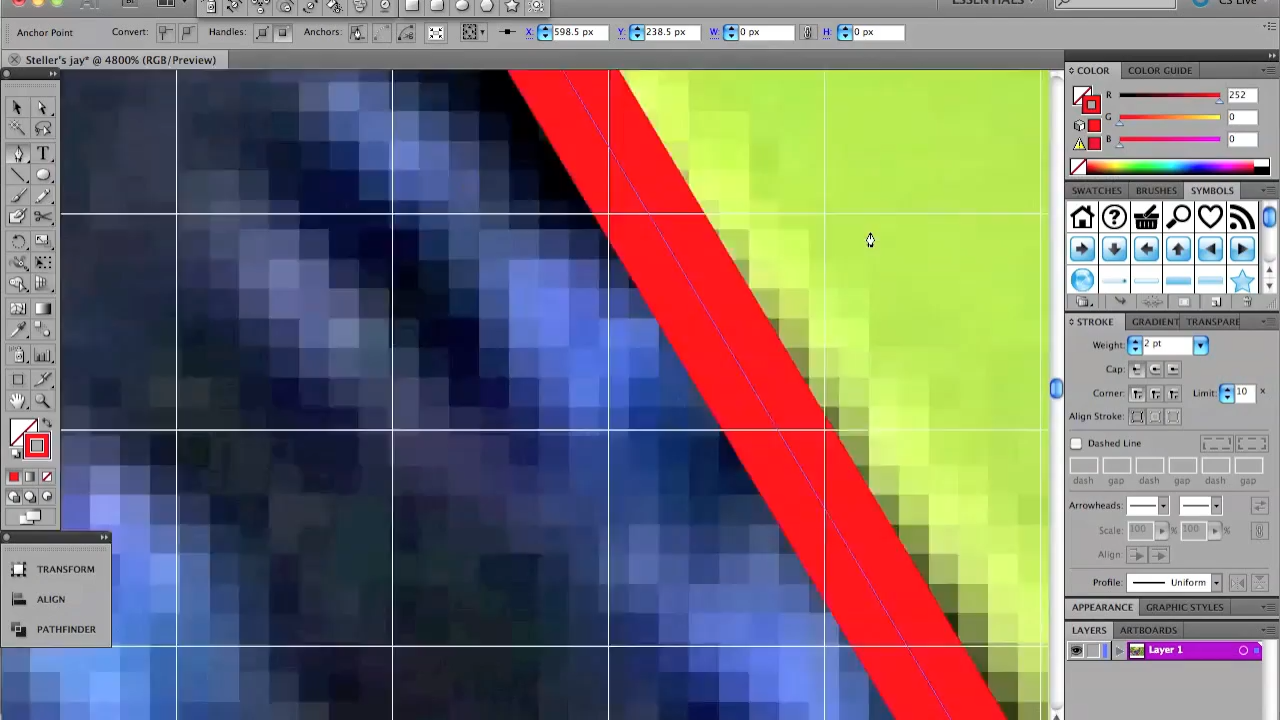 ESSENTIALS
CS Live
Anchor Point
Convert:
Handles:
Anchors:
X: 598.5 px
Y: 238.5 px
W: 0 px
H: 0 px
Steller's jay* @ 4800% (RGB/Preview)
COLOR
COLOR GUIDE
R 252
G 0
B 0
SWATCHES
BRUSHES
SYMBOLS
STROKE
GRADIENT
TRANSPARE
Weight: 2 pt
Cap:
Corner:
Limit: 10 x
Align Stroke:
Dashed Line
dash gap dash gap dash gap
Arrowheads:
Scale: 100 % 100 %
Align:
Profile: Uniform
APPEARANCE
GRAPHIC STYLES
LAYERS
ARTBOARDS
Layer 1
TRANSFORM
ALIGN
PATHFINDER